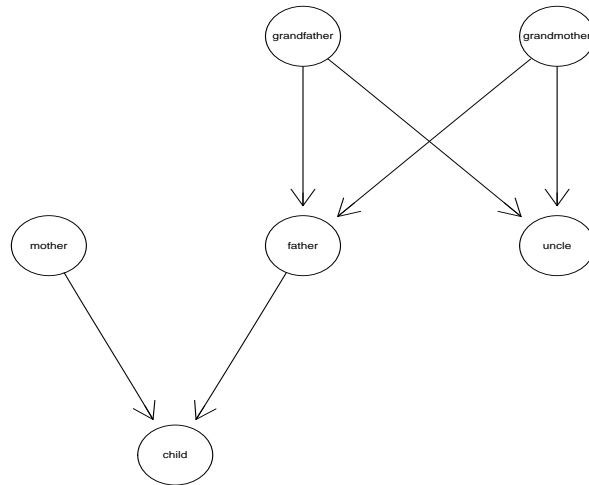 grandfather
grandmother
mother
father
uncle
child